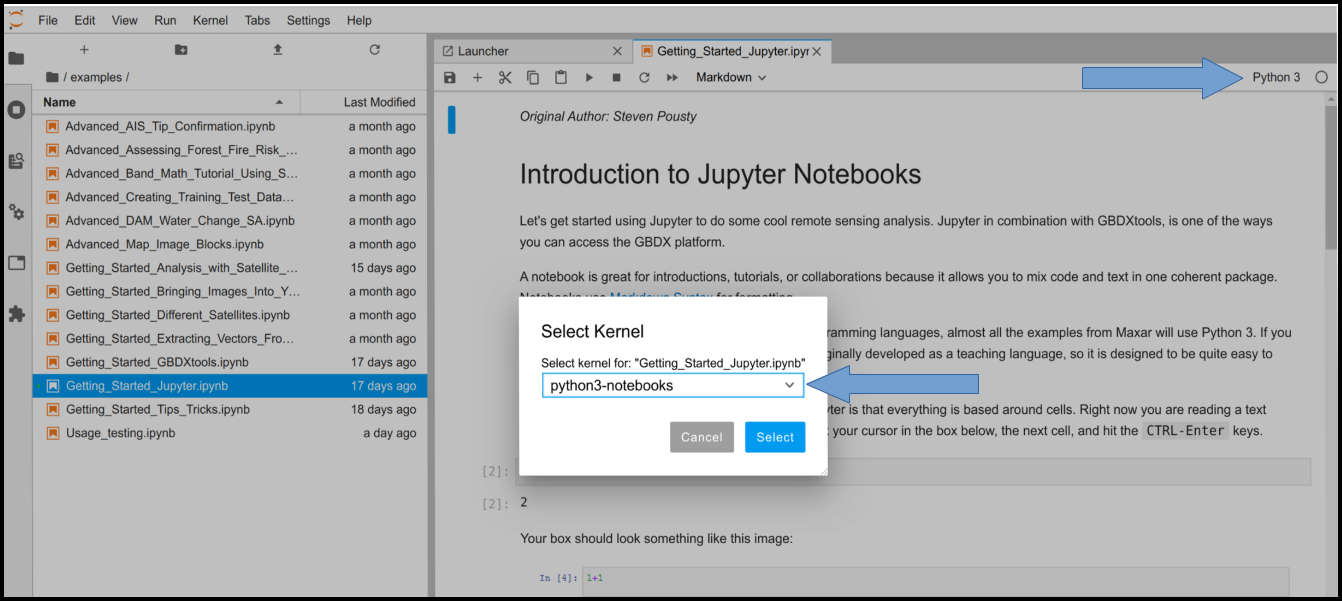 File Edit View Run Kernel Tabs Settings Help
Launcher
Getting_Started_Jupyter.ipyr
/ examples /
Markdown
Python 3
Name Last Modified
Advanced_AIS_Tip_Confirmation.ipynb a month ago
Advanced_Assessing_Forest_Fire_Risk_... a month ago
Advanced_Band_Math_Tutorial_Using_S... a month ago
Advanced_Creating_Training_Test_Data... a month ago
Advanced_DAM_Water_Change_SA.ipynb a month ago
Advanced_Map_Image_Blocks.ipynb a month ago
Getting_Started_Analysis_with_Satellite_... 15 days ago
Getting_Started_Bringing_Images_Into_Y... a month ago
Getting_Started_Different_Satellites.ipynb a month ago
Getting_Started_Extracting_Vectors_Fro... a month ago
Getting_Started_GBDXtools.ipynb 17 days ago
Getting_Started_Jupyter.ipynb 17 days ago
Getting_Started_Tips_Tricks.ipynb 18 days ago
Usage_testing.ipynb a day ago
Original Author: Steven Pousty
Introduction to Jupyter Notebooks
Let's get started using Jupyter to do some cool remote sensing analysis. Jupyter in combination with GBDXtools, is one of the ways
you can access the GBDX platform.
A notebook is great for introductions, tutorials, or collaborations because it allows you to mix code and text in one coherent package.
Notebooks use Markdown Syntax for formatting.
ramming languages, almost all the examples from Maxar will use Python 3. If you
ginally developed as a teaching language, so it is designed to be quite easy to
yter is that everything is based around cells. Right now you are reading a text
your cursor in the box below, the next cell, and hit the CTRL-Enter keys.
Select Kernel
Select kernel for: "Getting_Started_Jupyter.ipynb"
python3-notebooks
Cancel Select
[2]:
[2]: 2
Your box should look something like this image:
In [4]: 1+1